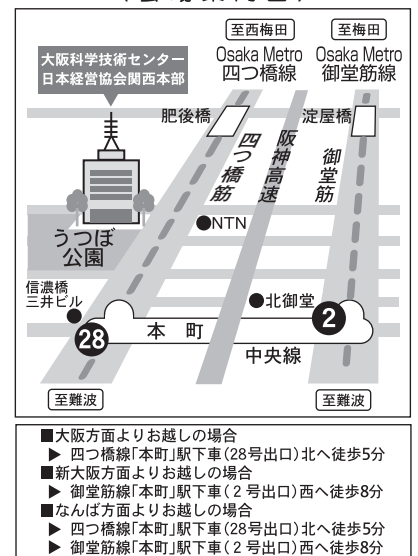 至西梅田
至梅田
大阪科学技術センター
日本経営協会関西本部
Osaka Metro
四つ橋線
Osaka Metro
御堂筋線
肥後橋
淀屋橋
四つ橋筋
阪神高速
御堂筋
●NTN
うつぼ
公園
信濃橋
三井ビル
●北御堂
28
本町
2
中央線
至難波
至難波
■大阪方面よりお越しの場合
▶ 四つ橋線「本町」駅下車(28号出口)北へ徒歩5分
■新大阪方面よりお越しの場合
▶ 御堂筋線「本町」駅下車(2号出口)西へ徒歩8分
■なんば方面よりお越しの場合
▶ 四つ橋線「本町」駅下車(28号出口)北へ徒歩5分
▶ 御堂筋線「本町」駅下車(2号出口)西へ徒歩8分